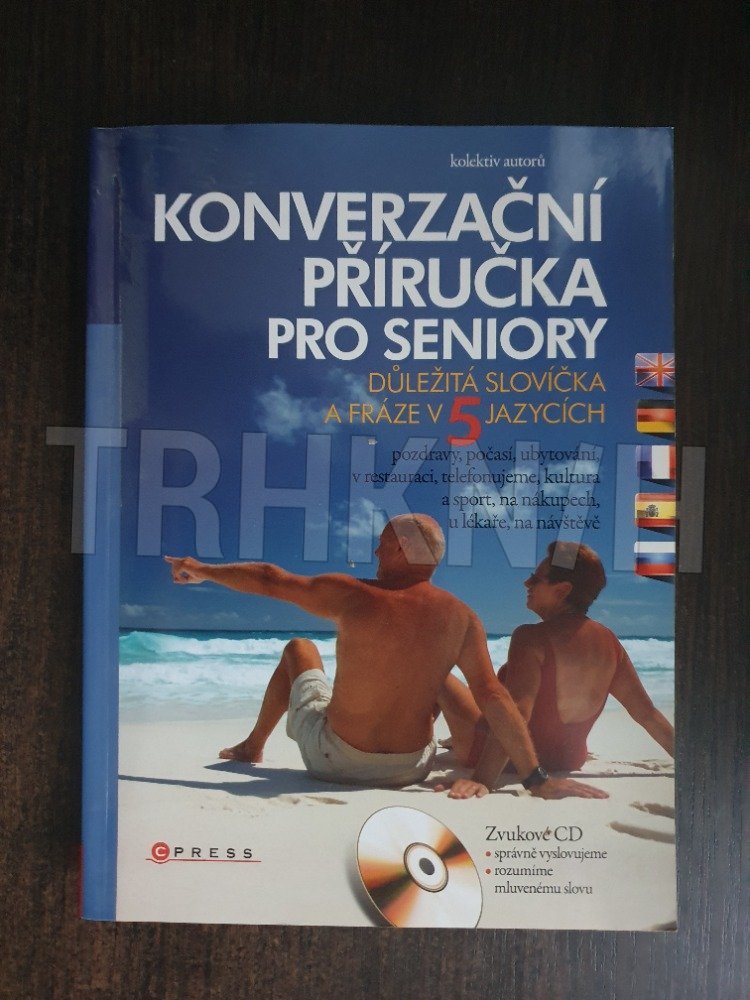 kolektiv autorů
KONVERZAČNÍ
PŘÍRUČKA
PRO SENIORY
DŮLEŽITÁ SLOVÍČKA
A FRÁZE V 5 JAZYCÍCH
pozdravy, počasí, ubytování,
v restauraci, telefonujeme, kultura
a sport, na nákupech,
u lékaře, na návštěvě
TRHKNIH
Zvukové CD
• správně vyslovujeme
• rozumíme
mluvenému slovu
CPRESS